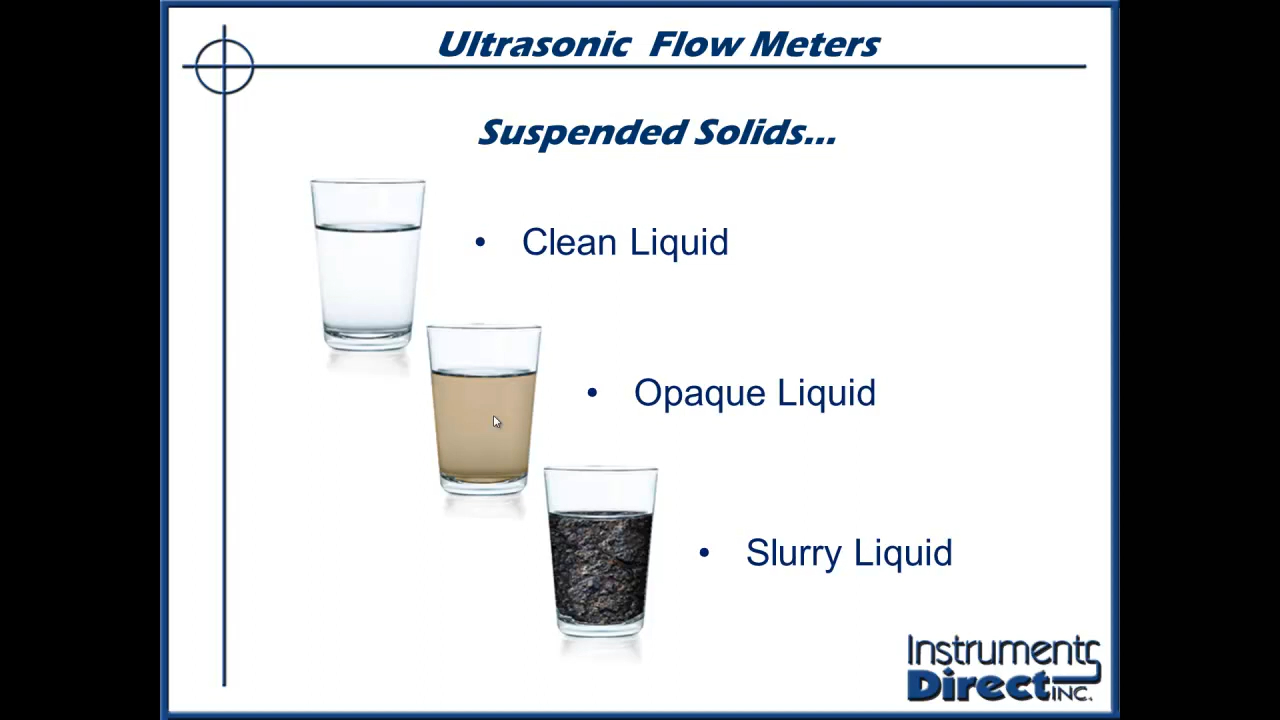 Ultrasonic Flow Meters
Suspended Solids...
• Clean Liquid
• Opaque Liquid
• Slurry Liquid
Instruments
Direct INC.